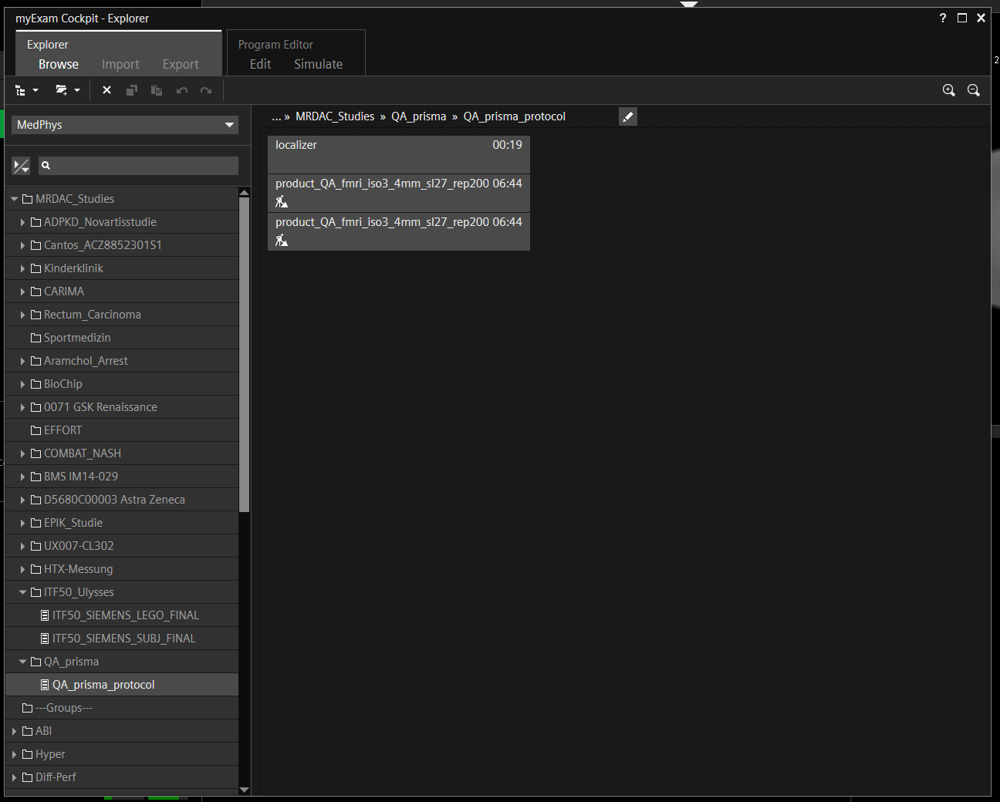 myExam Cockpit - Explorer
?
Explorer
Browse Import Export
Program Editor
Edit Simulate
2
MedPhys
... » MRDAC_Studies » QA_prisma » QA_prisma_protocol
localizer 00:19
product_QA_fmri_iso3_4mm_sl27_rep200 06:44
product_QA_fmri_iso3_4mm_sl27_rep200 06:44
MRDAC_Studies
ADPKD_Novartisstudie
Cantos_ACZ8852301S1
Kinderklinik
CARIMA
Rectum_Carcinoma
Sportmedizin
Aramchol_Arrest
BioChip
0071 GSK Renaissance
EFFORT
COMBAT_NASH
BMS IM14-029
D5680C00003 Astra Zeneca
EPIK_Studie
UX007-CL302
HTX-Messung
ITF50_Ulysses
ITF50_SIEMENS_LEGO_FINAL
ITF50_SIEMENS_SUBJ_FINAL
QA_prisma
QA_prisma_protocol
---Groups---
ABI
Hyper
Diff-Perf